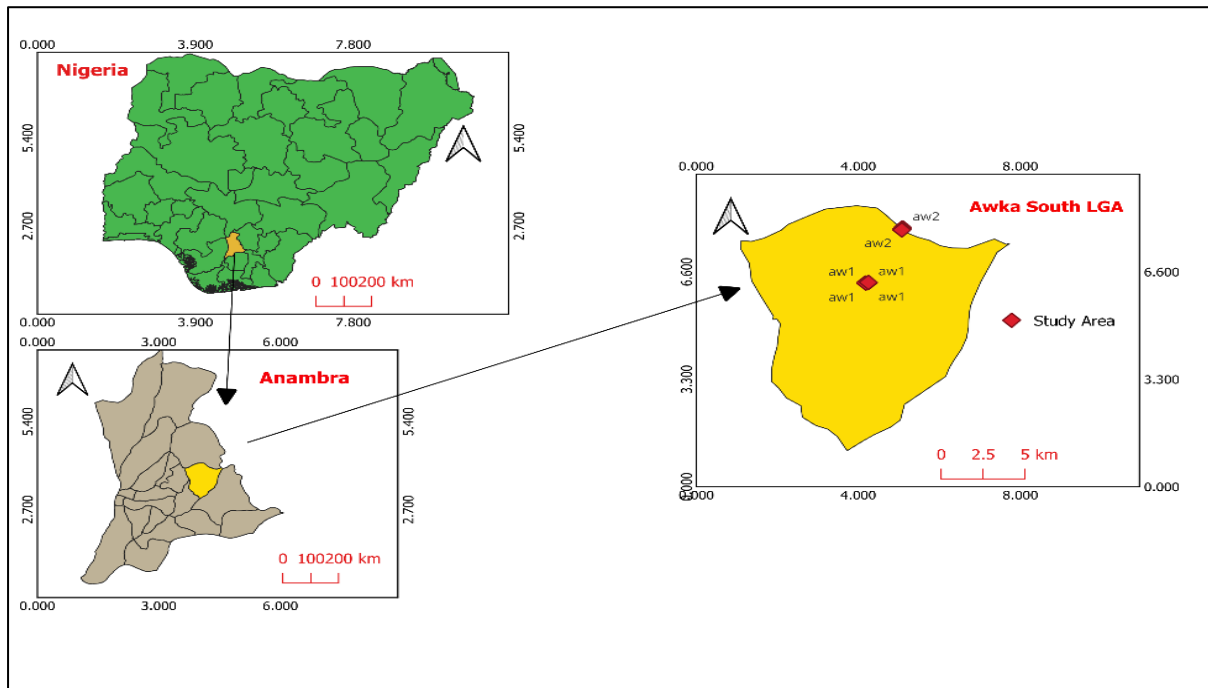 0.000 3.900 7.800
Nigeria
5.400 5.400
2.700 2.700
0 100200 km
0.000 3.900 7.800
3.000 6.000
Anambra
5.400 5.400
2.700 2.700
0 100200 km
0.000 3.000 6.000
0.000 4.000 8.000
Awka South LGA
aw2
aw2
6.600 6.600
aw1 aw1
aw1 aw1
Study Area
3.300 3.300
0 2.5 5 km
0.000 0.000
4.000 8.000
0.000